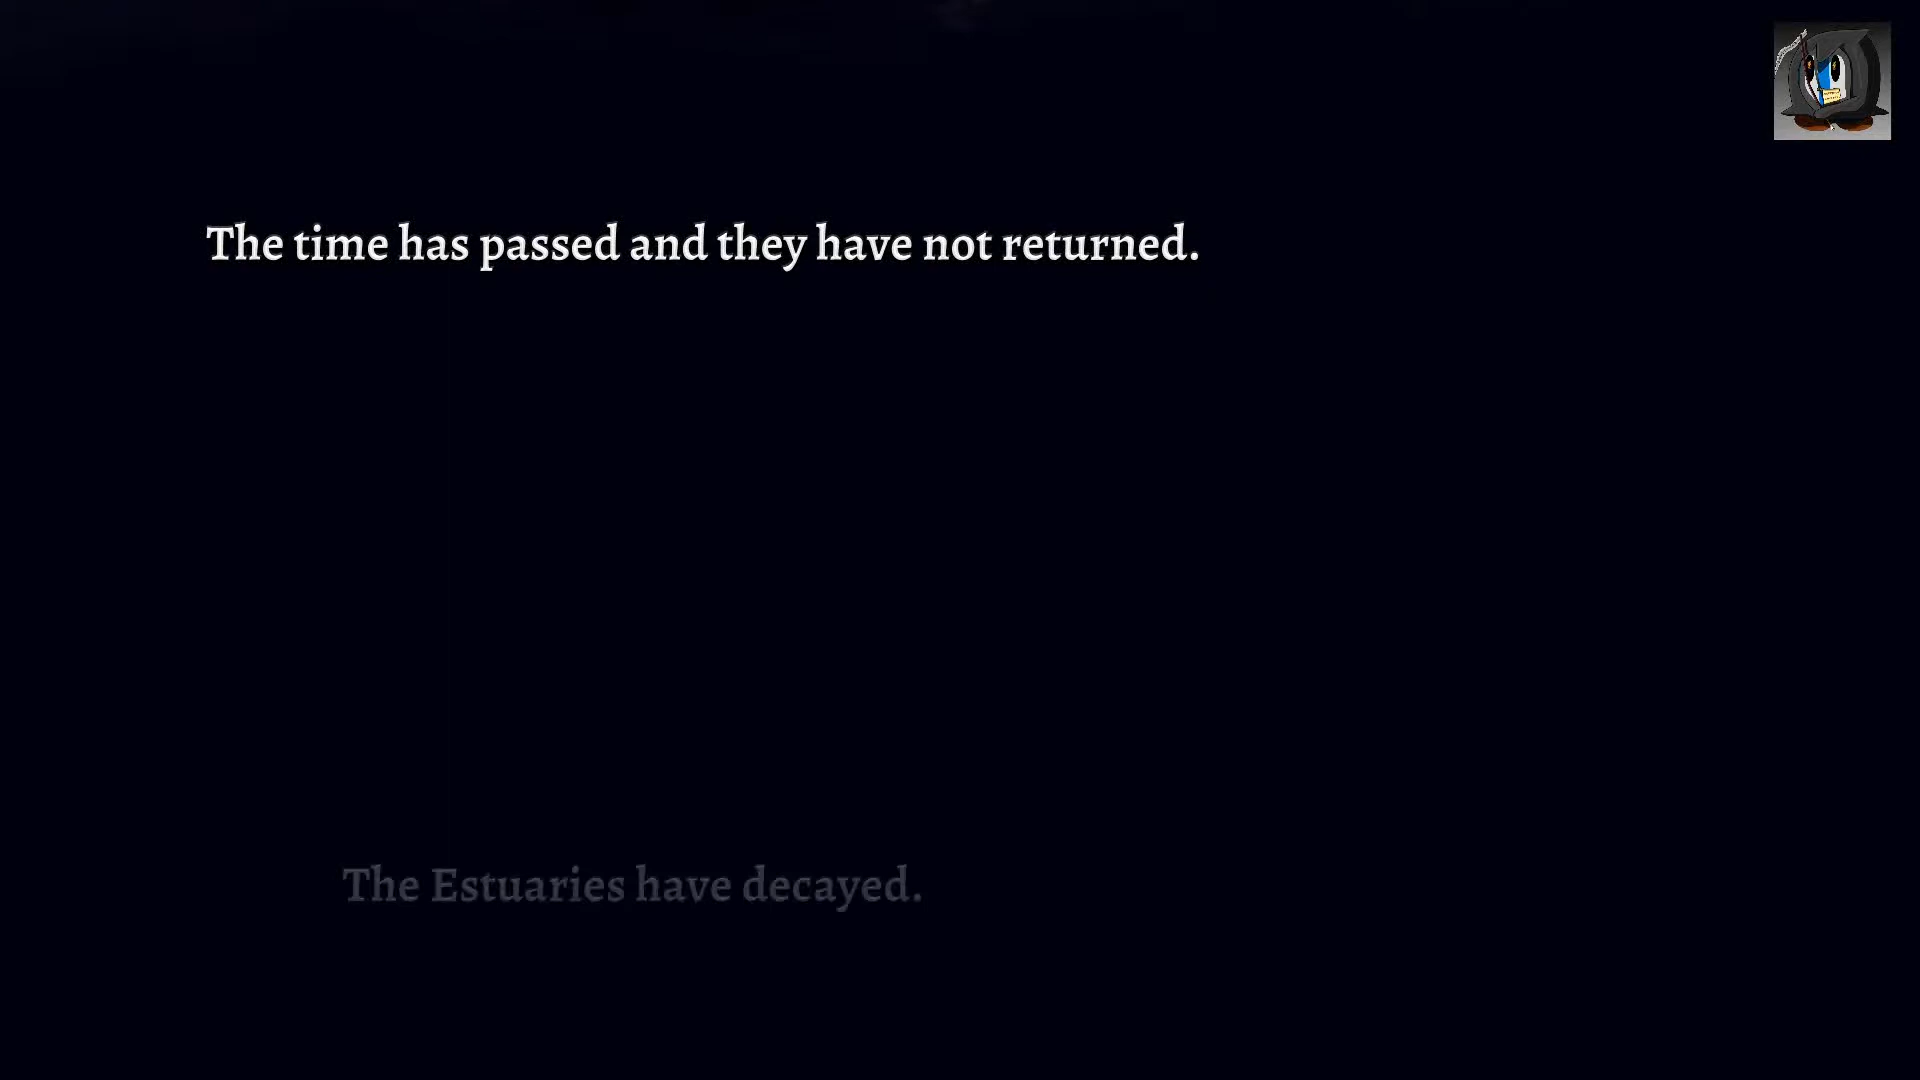 The time has passed and they have not returned.
The Estuaries have decayed.